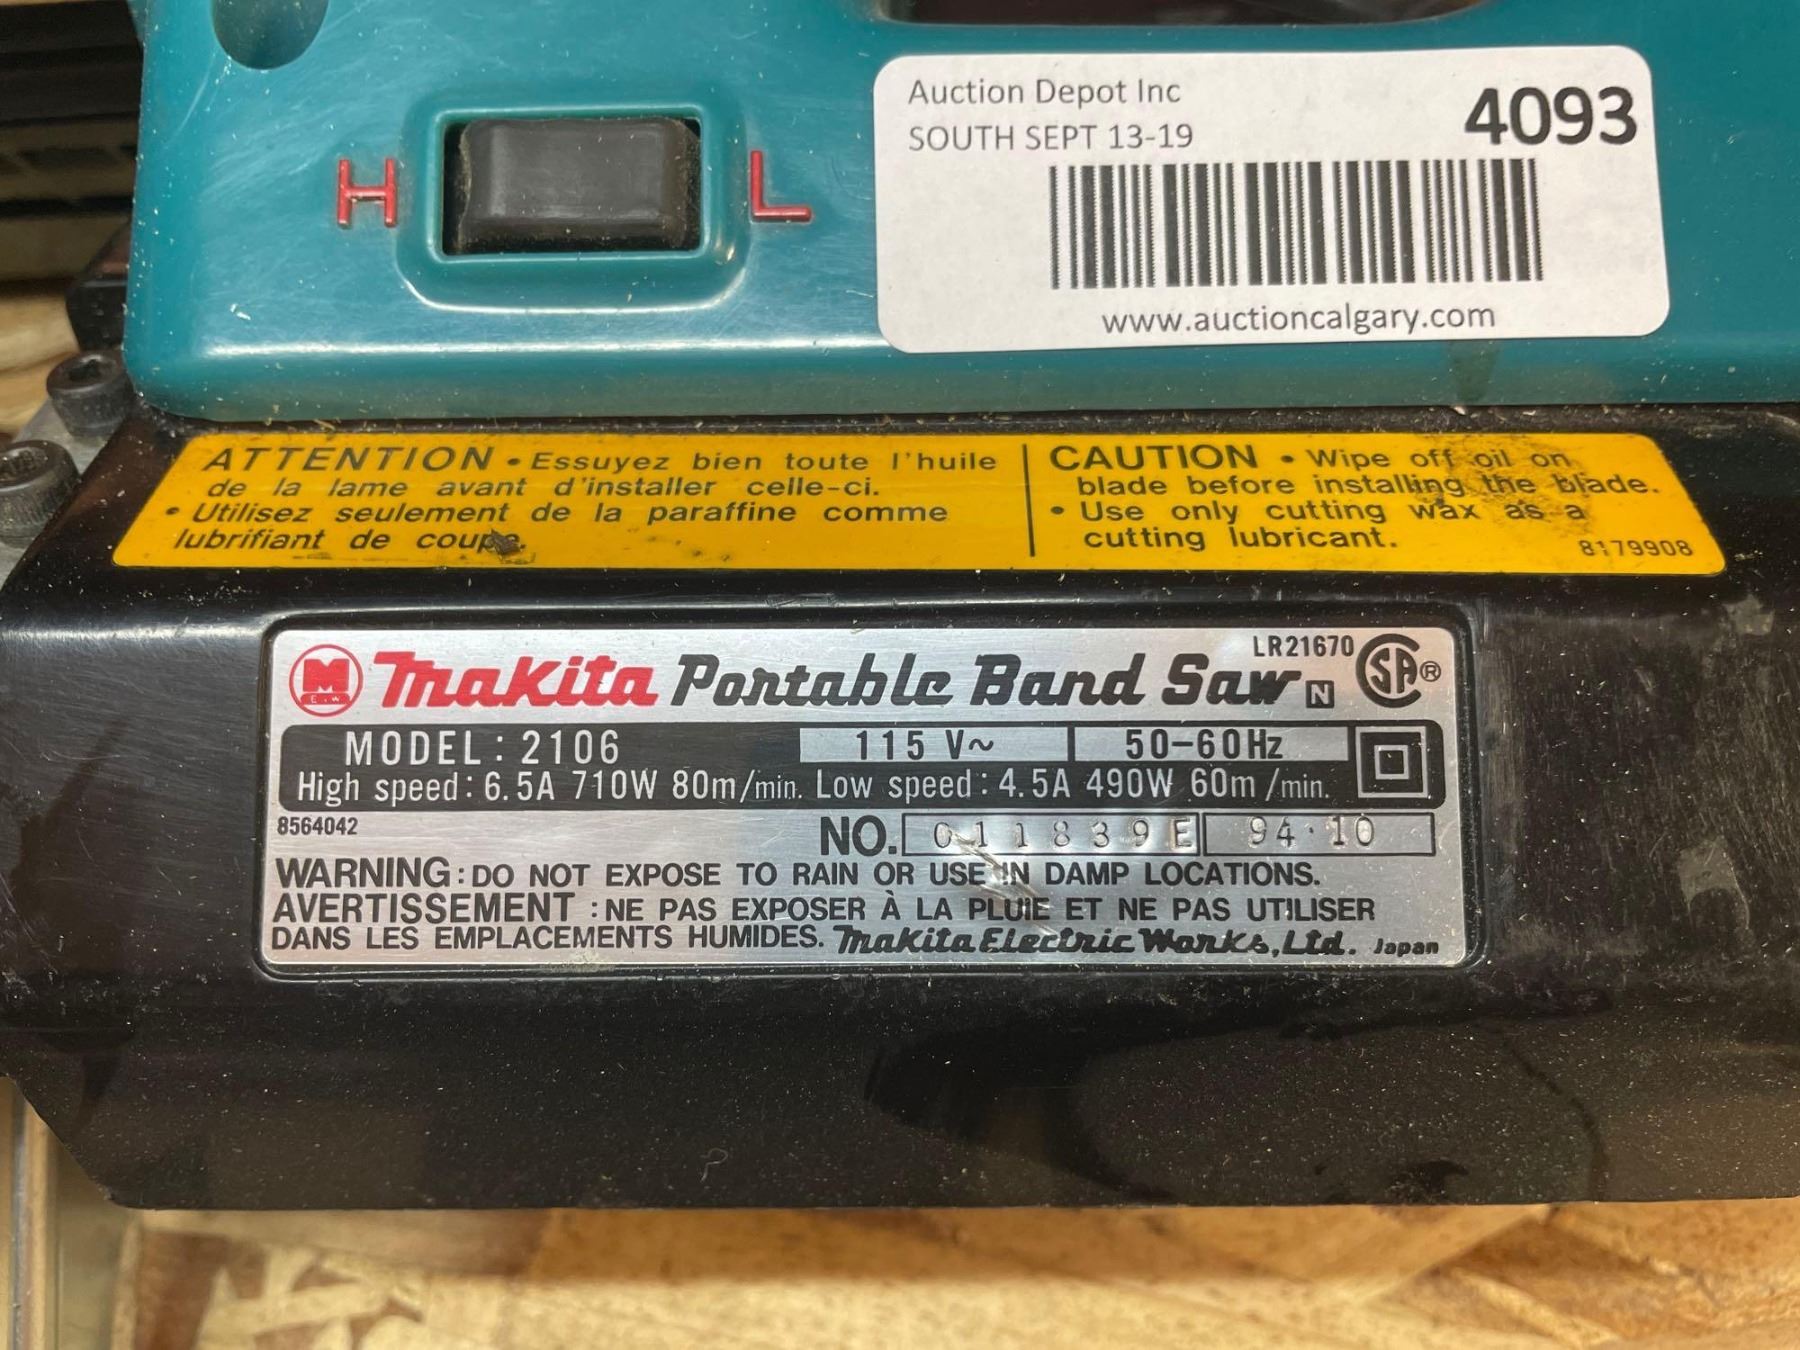 Auction Depot Inc
4093
SOUTH SEPT 13-19
www.auctioncalgary.com
H
L
ATTENTION • Essuyez bien toute l'huile
de la lame avant d'installer celle-ci.
• Utilisez seulement de la paraffine comme
lubrifiant de coupe.
CAUTION • Wipe off oil on
blade before installing the blade.
• Use only cutting wax as a
cutting lubricant.
8179908
M
E.W
makita Portable Band Saw N
LR21670
SA ®
MODEL: 2106
115 V~
50-60Hz
High speed: 6.5A 710W 80m/min. Low speed: 4.5A 490W 60m/min.
8564042
NO. 011839E 94·10
WARNING: DO NOT EXPOSE TO RAIN OR USE IN DAMP LOCATIONS.
AVERTISSEMENT : NE PAS EXPOSER À LA PLUIE ET NE PAS UTILISER
DANS LES EMPLACEMENTS HUMIDES. Makita Electric Works, Ltd. Japan